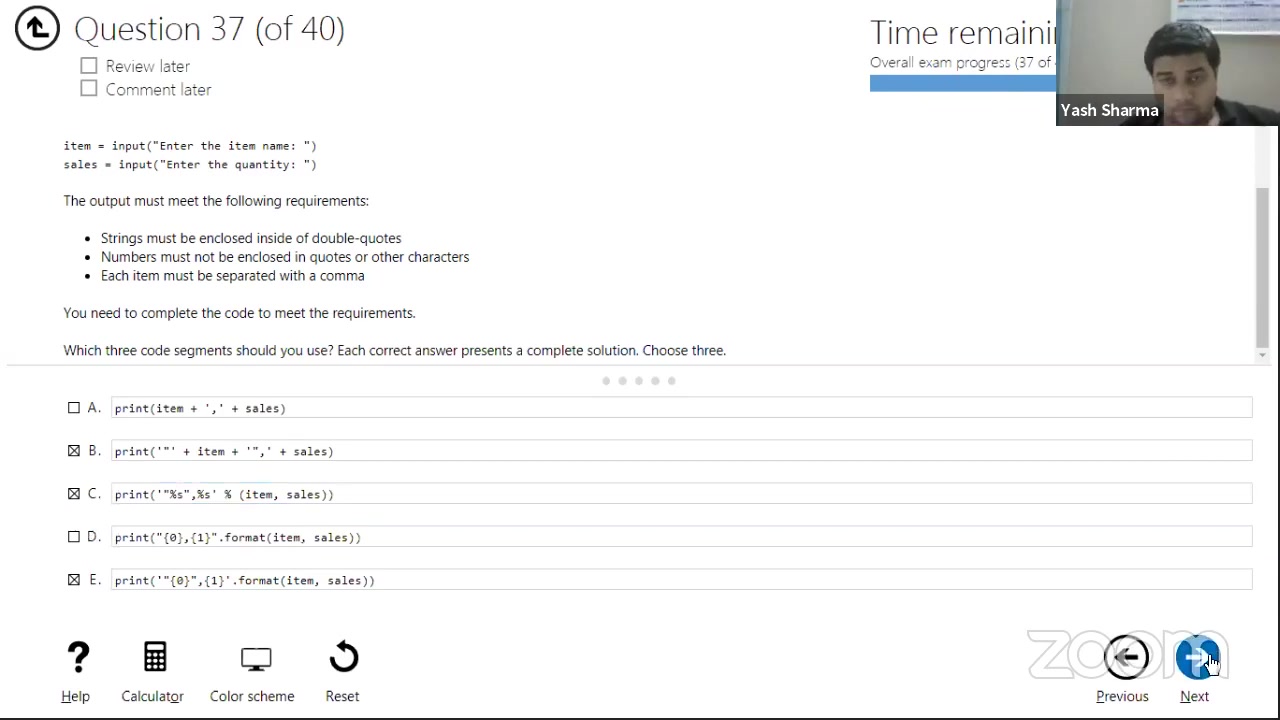 Question 37 (of 40)
Time remaini
Review later
Overall exam progress (37 of
Comment later
Yash Sharma
item = input("Enter the item name: ")
sales = input("Enter the quantity: ")
The output must meet the following requirements:
• Strings must be enclosed inside of double-quotes
• Numbers must not be enclosed in quotes or other characters
• Each item must be separated with a comma
You need to complete the code to meet the requirements.
Which three code segments should you use? Each correct answer presents a complete solution. Choose three.
A. print(item + ',' + sales)
B. print('"' + item + '",' + sales)
C. print('"%s",%s' % (item, sales))
D. print("{0},{1}".format(item, sales))
E. print('"{0}",{1}'.format(item, sales))
zoom
Help Calculator Color scheme Reset Previous Next